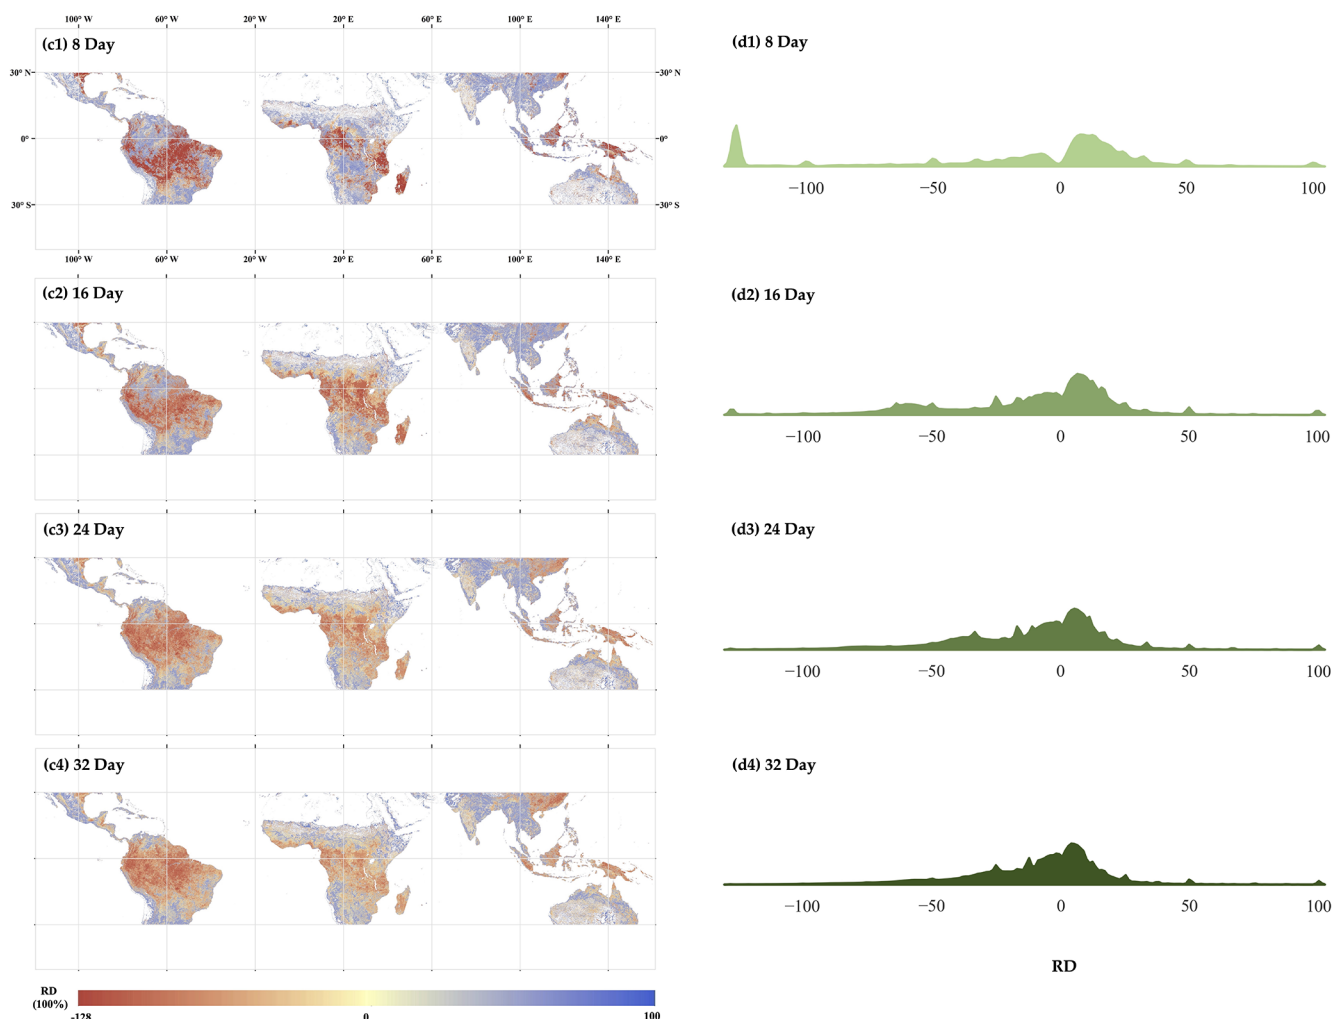 100° W 60° W 20° W 20° E 60° E 100° E 140° E
(c1) 8 Day
30° N
30° N
0°
0°
30° S
30° S
100° W 60° W 20° W 20° E 60° E 100° E 140° E
(d1) 8 Day
−100 −50 0 50 100
(c2) 16 Day
(d2) 16 Day
−100 −50 0 50 100
(c3) 24 Day
(d3) 24 Day
−100 −50 0 50 100
(c4) 32 Day
(d4) 32 Day
−100 −50 0 50 100
RD
RD
(100%)
-128 0 100